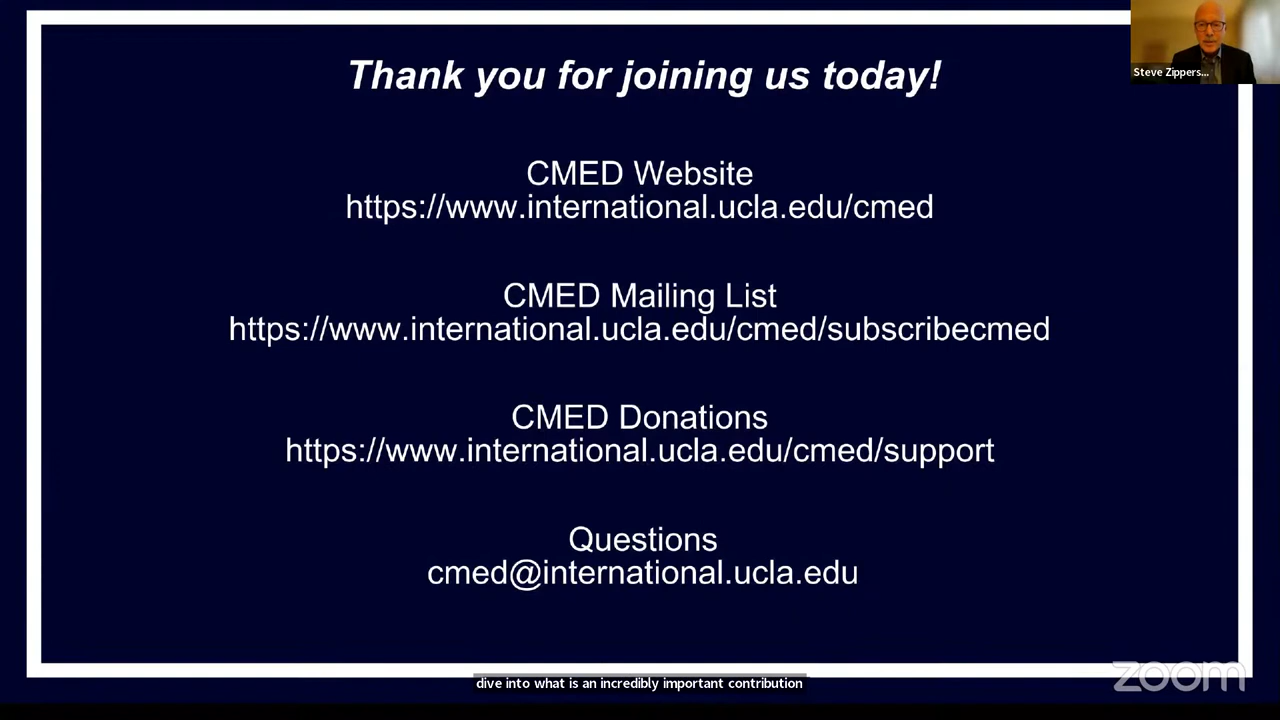 Thank you for joining us today!
Steve Zippers...
CMED Website
https://www.international.ucla.edu/cmed
CMED Mailing List
https://www.international.ucla.edu/cmed/subscribecmed
CMED Donations
https://www.international.ucla.edu/cmed/support
Questions
cmed@international.ucla.edu
zoom
dive into what is an incredibly important contribution